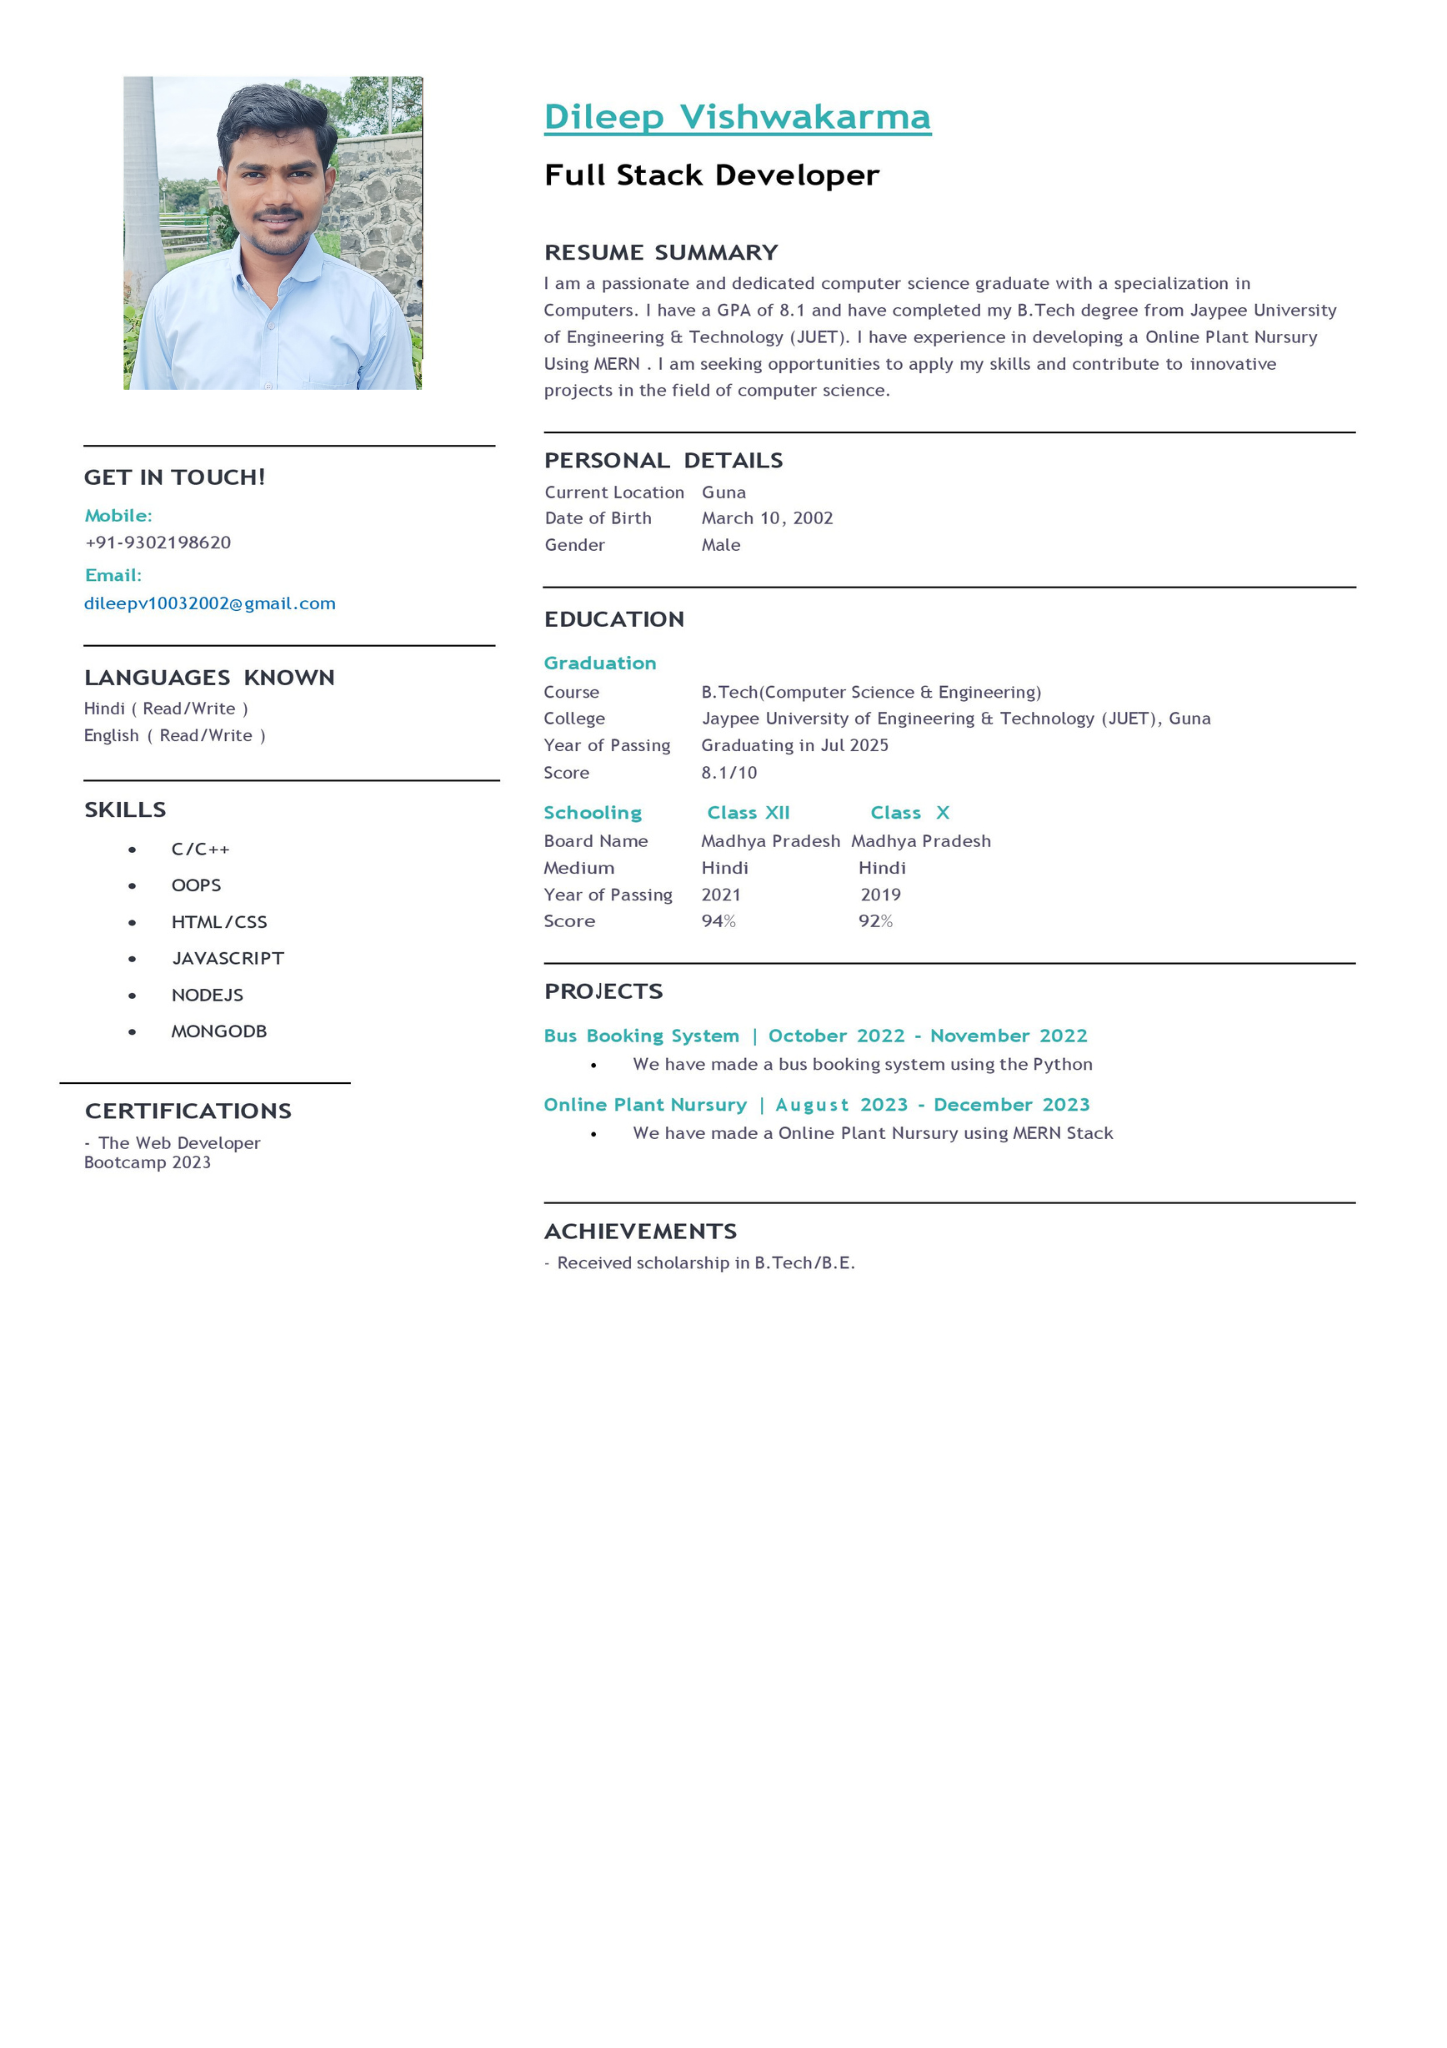 Dileep Vishwakarma
Full Stack Developer
RESUME SUMMARY
I am a passionate and dedicated computer science graduate with a specialization in
Computers. I have a GPA of 8.1 and have completed my B.Tech degree from Jaypee University
of Engineering & Technology (JUET). I have experience in developing a Online Plant Nursury
Using MERN . I am seeking opportunities to apply my skills and contribute to innovative
projects in the field of computer science.
GET IN TOUCH!
Mobile:
+91-9302198620
Email:
dileepv10032002@gmail.com
LANGUAGES KNOWN
Hindi ( Read/Write )
English ( Read/Write )
SKILLS
• C/C++
• OOPS
• HTML/CSS
• JAVASCRIPT
• NODEJS
• MONGODB
CERTIFICATIONS
- The Web Developer
Bootcamp 2023
PERSONAL DETAILS
Current Location Guna
Date of Birth March 10, 2002
Gender Male
EDUCATION
Graduation
Course B.Tech(Computer Science & Engineering)
College Jaypee University of Engineering & Technology (JUET), Guna
Year of Passing Graduating in Jul 2025
Score 8.1/10
Schooling Class XII Class X
Board Name Madhya Pradesh Madhya Pradesh
Medium Hindi Hindi
Year of Passing 2021 2019
Score 94% 92%
PROJECTS
Bus Booking System | October 2022 - November 2022
• We have made a bus booking system using the Python
Online Plant Nursury | August 2023 - December 2023
• We have made a Online Plant Nursury using MERN Stack
ACHIEVEMENTS
- Received scholarship in B.Tech/B.E.